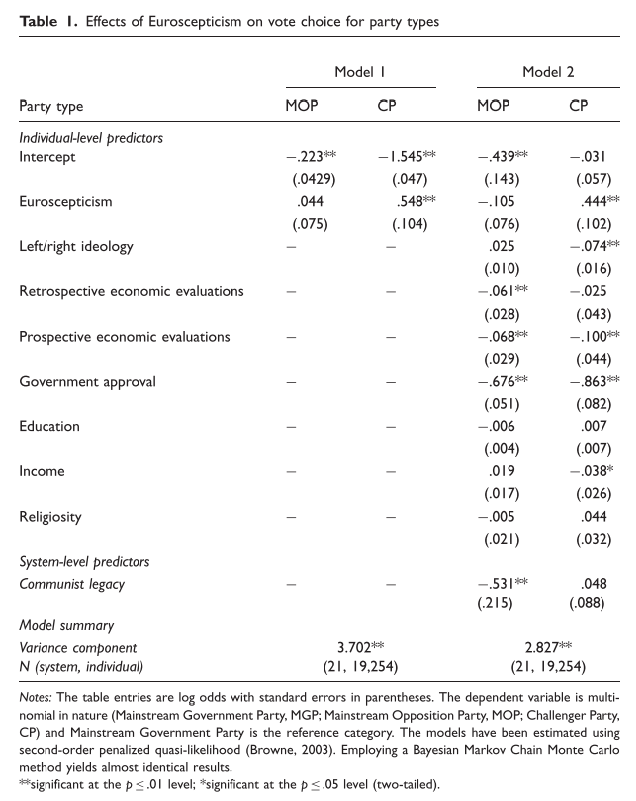 Table 1. Effects of Euroscepticism on vote choice for party types
Model 1 Model 2
Party type MOP CP MOP CP
Individual-level predictors
Intercept −.223** −1.545** −.439** −.031
(.0429) (.047) (.143) (.057)
Euroscepticism .044 .548** −.105 .444**
(.075) (.104) (.076) (.102)
Left/right ideology − − .025 −.074**
(.010) (.016)
Retrospective economic evaluations − − −.061** −.025
(.028) (.043)
Prospective economic evaluations − − −.068** −.100**
(.029) (.044)
Government approval − − −.676** −.863**
(.051) (.082)
Education − − −.006 .007
(.004) (.007)
Income − − .019 −.038*
(.017) (.026)
Religiosity − − −.005 .044
(.021) (.032)
System-level predictors
Communist legacy − − −.531** .048
(.215) (.088)
Model summary
Variance component 3.702** 2.827**
N (system, individual) (21, 19,254) (21, 19,254)
Notes: The table entries are log odds with standard errors in parentheses. The dependent variable is multi-
nomial in nature (Mainstream Government Party, MGP; Mainstream Opposition Party, MOP; Challenger Party,
CP) and Mainstream Government Party is the reference category. The models have been estimated using
second-order penalized quasi-likelihood (Browne, 2003). Employing a Bayesian Markov Chain Monte Carlo
method yields almost identical results
**significant at the p ≤ .01 level; *significant at the p ≤ .05 level (two-tailed).